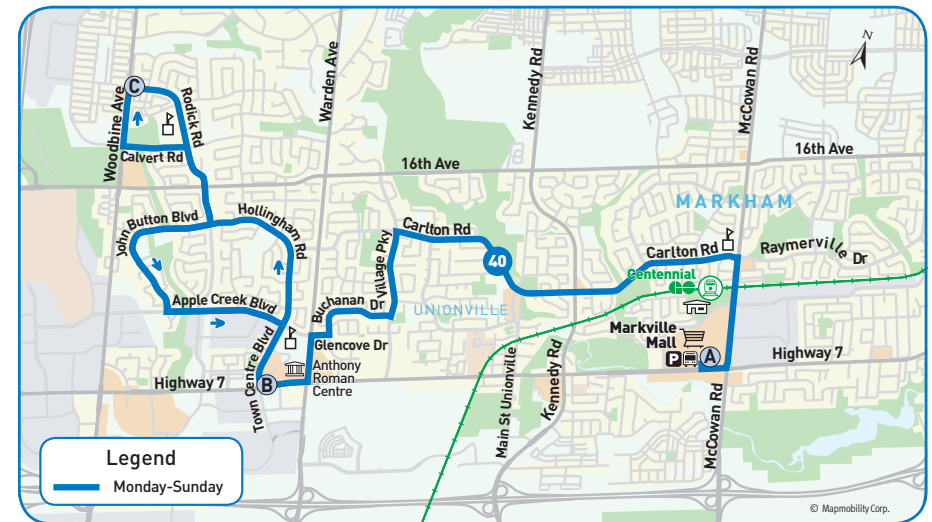 N
C
Woodbine Ave
Rodick Rd
Calvert Rd
Warden Ave
Kennedy Rd
McCowan Rd
16th Ave
16th Ave
MARKHAM
John Button Blvd
Hollingham Rd
Village Pky
Carlton Rd
40
Carlton Rd
Raymerville Dr
Centennial
Apple Creek Blvd
Buchanan Dr
UNIONVILLE
Glencove Dr
Markville
Mall
P
A
Highway 7
Town Centre Blvd
B
Anthony
Roman
Centre
Highway 7
Main St Unionville
Kennedy Rd
McCowan Rd
Legend
Monday-Sunday
© Mapmobility Corp.